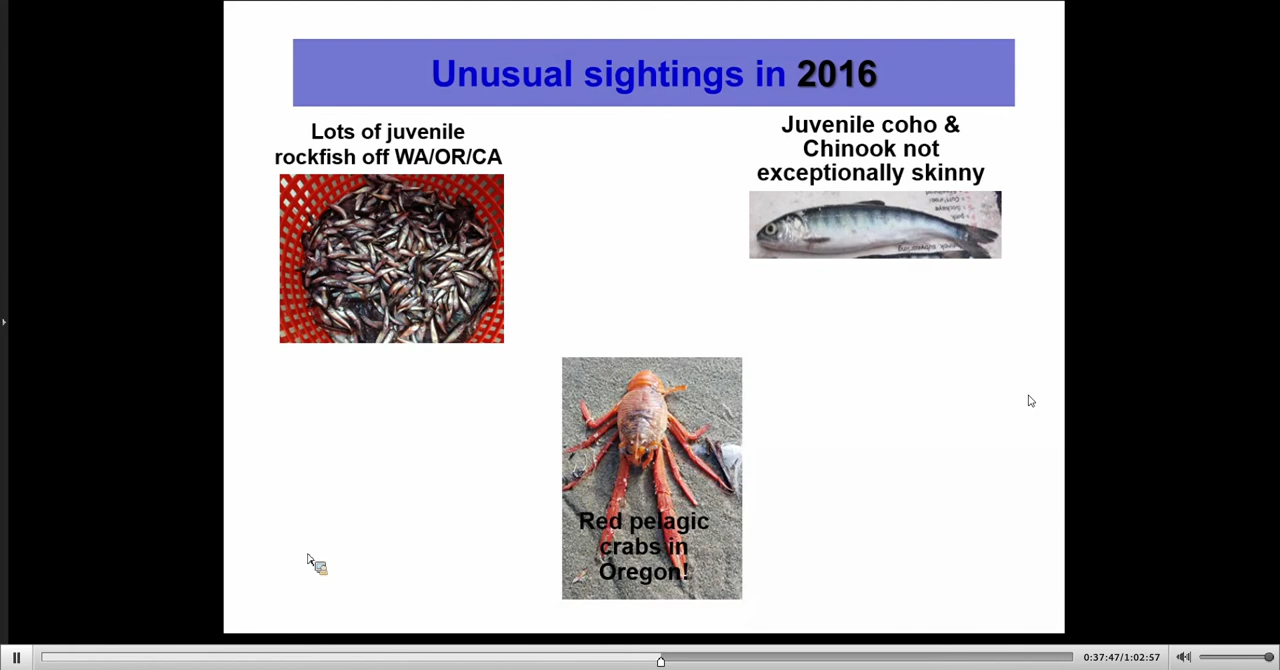 Unusual sightings in 2016
Lots of juvenile
rockfish off WA/OR/CA
Juvenile coho &
Chinook not
exceptionally skinny
Red pelagic
crabs in
Oregon!
0:37:47/1:02:57